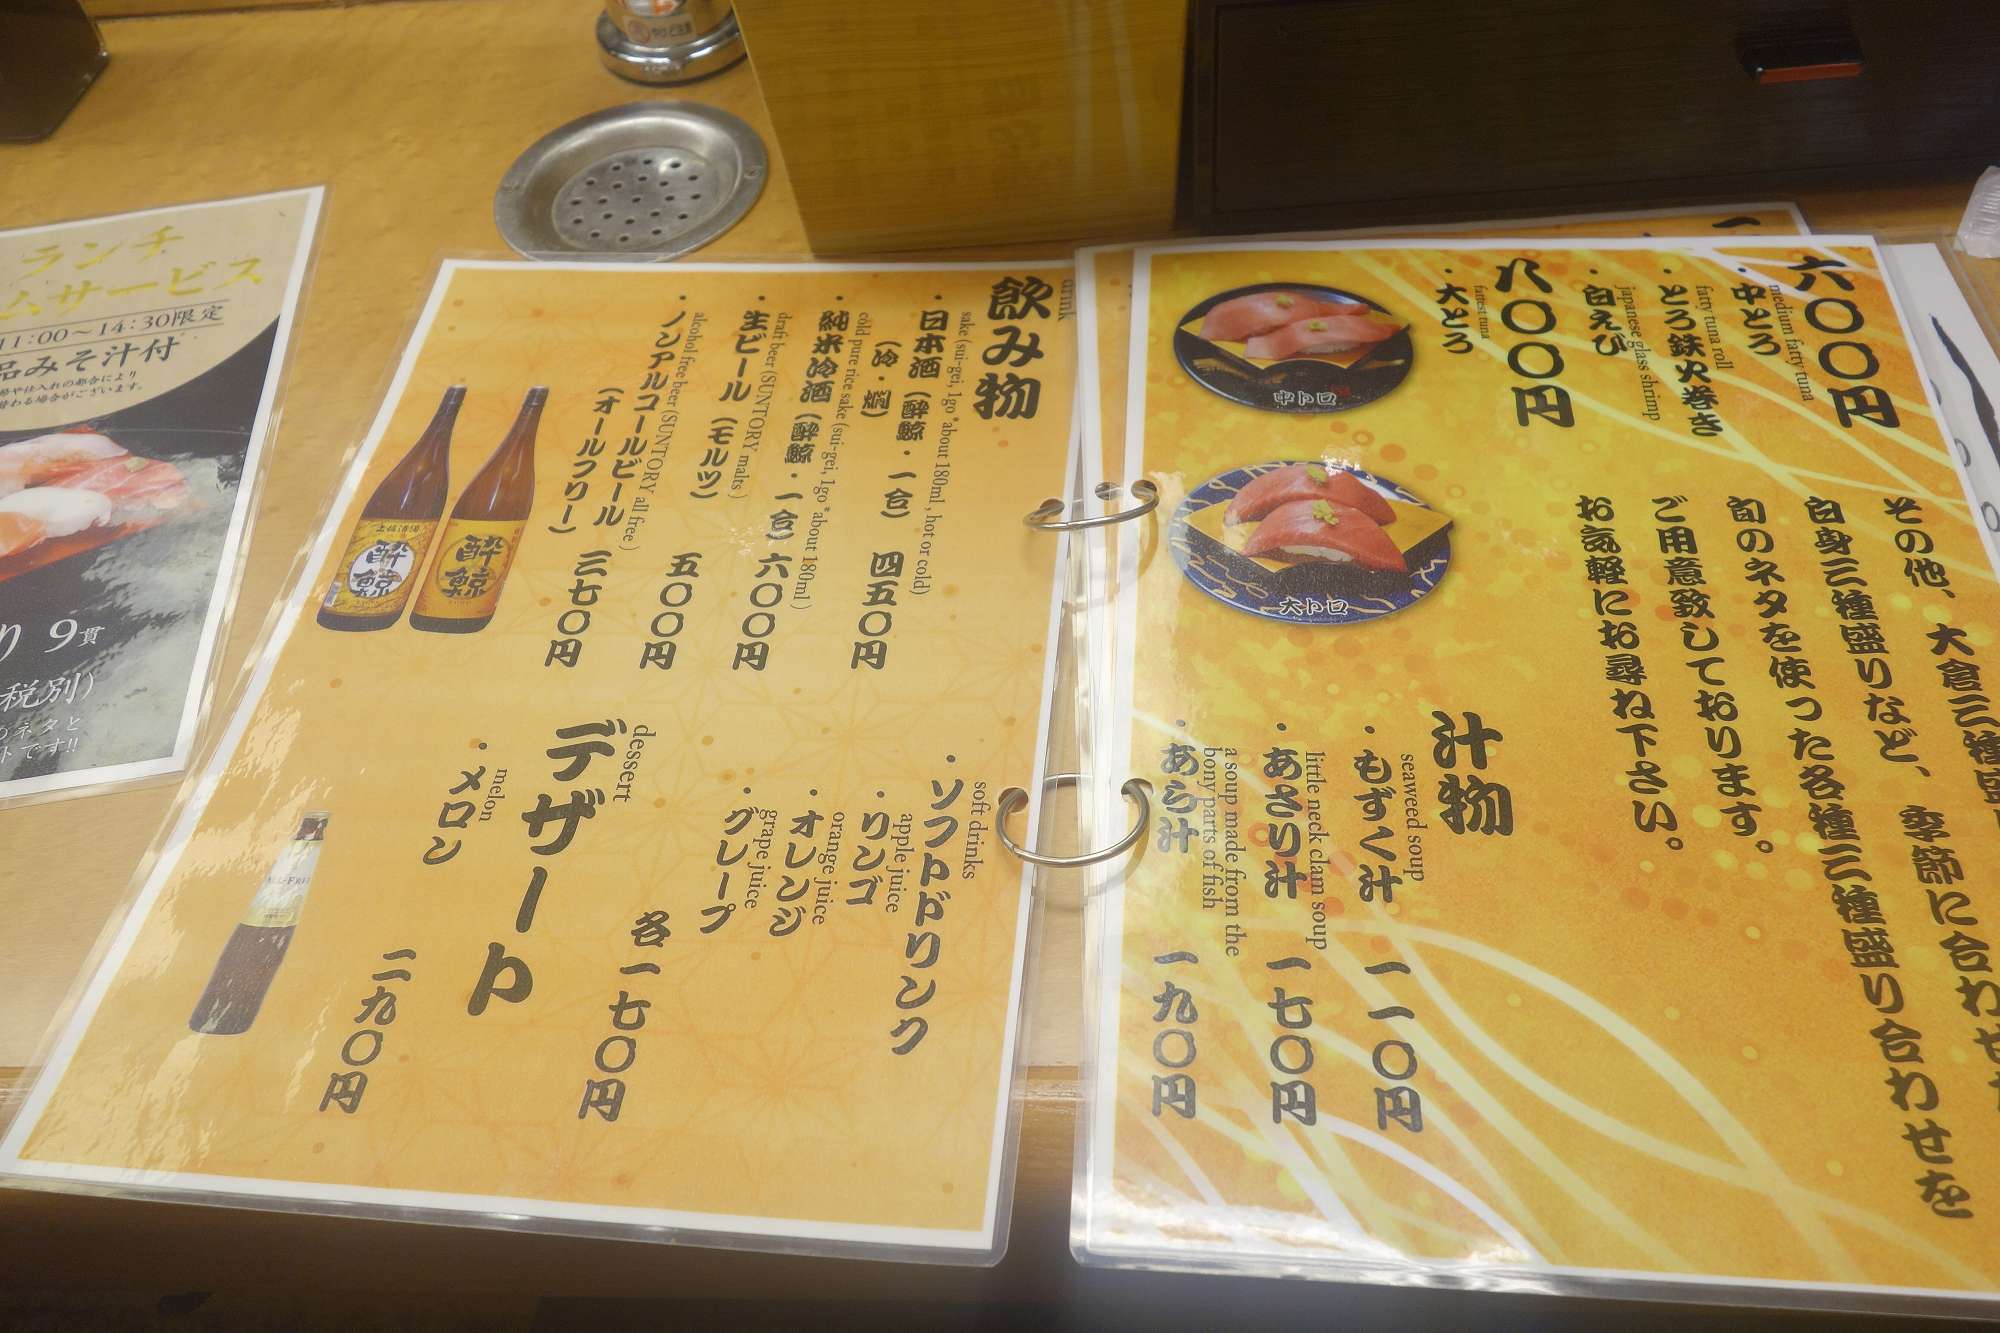 六〇〇円
medium fatty tuna
・中とろ
fatty tuna roll
・とろ鉄火巻き
japanese glass shrimp
・白えび
八〇〇円
fattest tuna
・大とろ
中トロ
大トロ
その他、大倉三種盛
白身三種盛りなど、季節に合わせた
旬のネタを使った各種三種盛り合わせを
ご用意致しております。
お気軽にお尋ね下さい。
汁物
seaweed soup
・もずく汁 一一〇円
little neck clam soup
・あさり汁 一七〇円
a soup made from the
bony parts of fish
・あら汁 一九〇円
drink
飲み物
sake (sui-gei, 1go *about 180ml , hot or cold)
・日本酒（酔鯨・一合） 四五〇円
（冷・燗）
cold pure rice sake (sui-gei, 1go *about 180ml)
・純米冷酒（酔鯨・一合） 六〇〇円
draft beer (SUNTORY malts)
・生ビール（モルツ） 五〇〇円
alcohol free beer (SUNTORY all free)
・ノンアルコールビール
（オールフリー） 三七〇円
酔鯨
酔鯨
soft drinks
・ソフトドリンク
apple juice
・リンゴ
orange juice
・オレンジ
grape juice
・グレープ
各一七〇円
dessert
デザート
melon
・メロン 二九〇円
ランチ
ムサービス
11:00～14:30限定
品みそ汁付
り 9貫
税別）
のネタと
トです!!